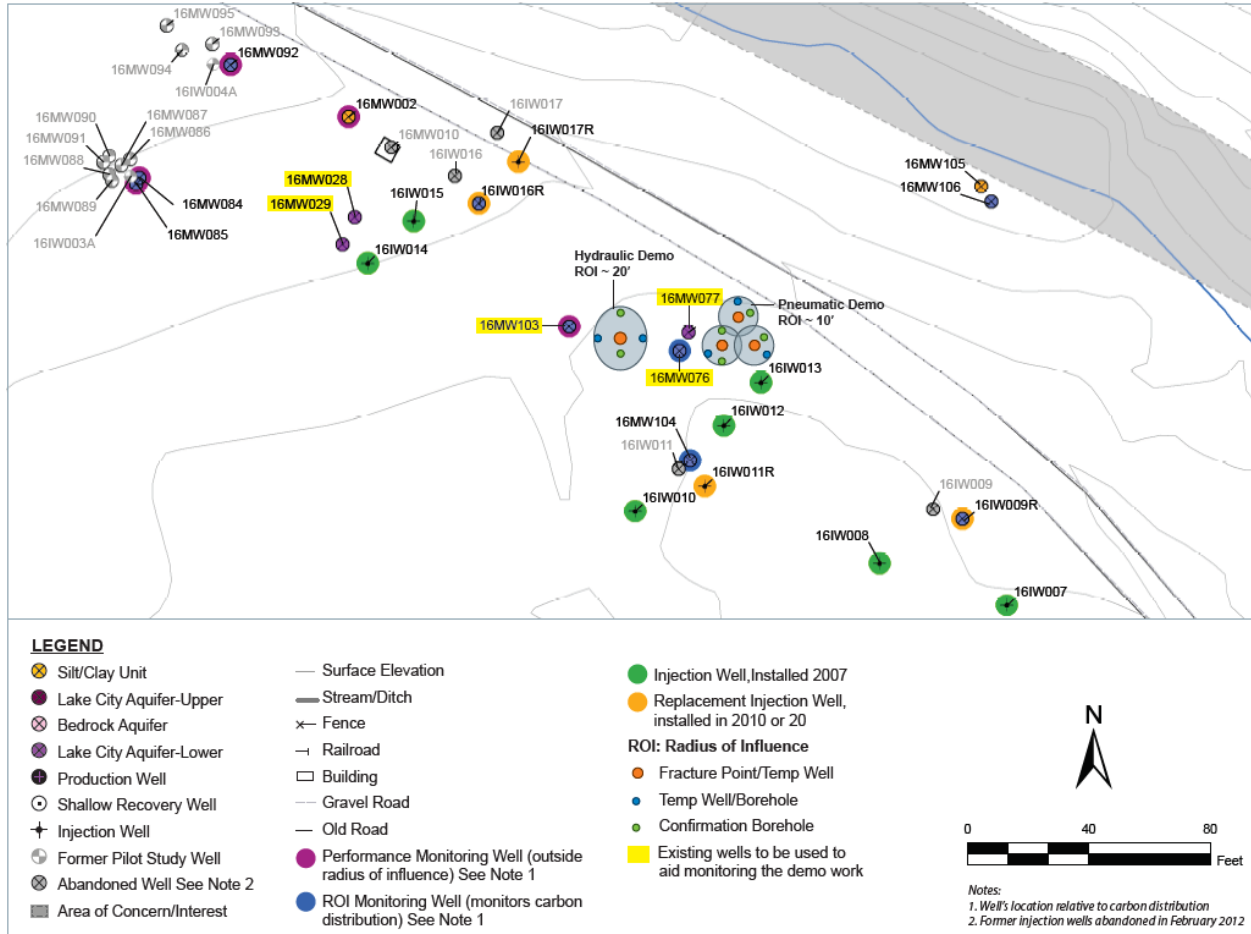 16MW095
16MW093
16MW092
16MW094
16IW004A
16MW002
16IW017
16MW087
16MW090
16MW086
16MW091
16MW088
16MW010
16IW017R
16IW016
16MW089
16MW084
16MW085
16IW003A
16MW028
16MW029
16IW015
16IW016R
16IW014
16MW105
16MW106
Hydraulic Demo
ROI ~ 20'
16MW077
Pneumatic Demo
ROI ~ 10'
16MW103
16MW076
16IW013
16IW012
16MW104
16IW011
16IW011R
16IW010
16IW009
16IW009R
16IW008
16IW007
LEGEND
Silt/Clay Unit
Lake City Aquifer-Upper
Bedrock Aquifer
Lake City Aquifer-Lower
Production Well
Shallow Recovery Well
Injection Well
Former Pilot Study Well
Abandoned Well See Note 2
Area of Concern/Interest
Surface Elevation
Stream/Ditch
Fence
Railroad
Building
Gravel Road
Old Road
Performance Monitoring Well (outside
radius of influence) See Note 1
ROI Monitoring Well (monitors carbon
distribution) See Note 1
Injection Well,Installed 2007
Replacement Injection Well,
installed in 2010 or 20
ROI: Radius of Influence
Fracture Point/Temp Well
Temp Well/Borehole
Confirmation Borehole
Existing wells to be used to
aid monitoring the demo work
N
0 40 80
Feet
Notes:
1. Well's location relative to carbon distribution
2. Former injection wells abandoned in February 2012